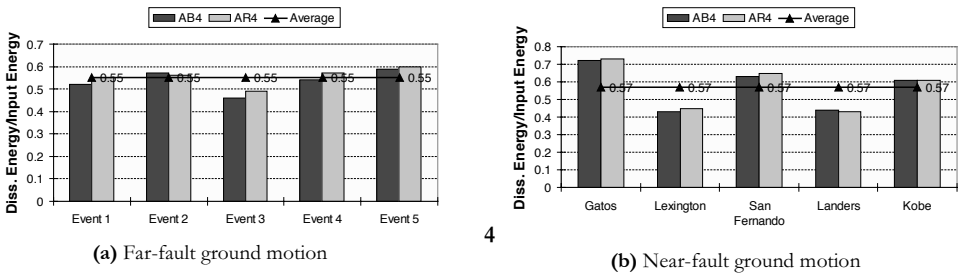 AB4 AR4 Average
Diss. Energy/Input Energy
0.7
0.6
0.5
0.4
0.3
0.2
0.1
0
0.55 0.55 0.55 0.55 0.55
Event 1 Event 2 Event 3 Event 4 Event 5
(a) Far-fault ground motion
AB4 AR4 Average
Diss. Energy/Input Energy
0.8
0.7
0.6
0.5
0.4
0.3
0.2
0.1
0
0.57 0.57 0.57 0.57 0.57
Gatos Lexington San Fernando Landers Kobe
4
(b) Near-fault ground motion